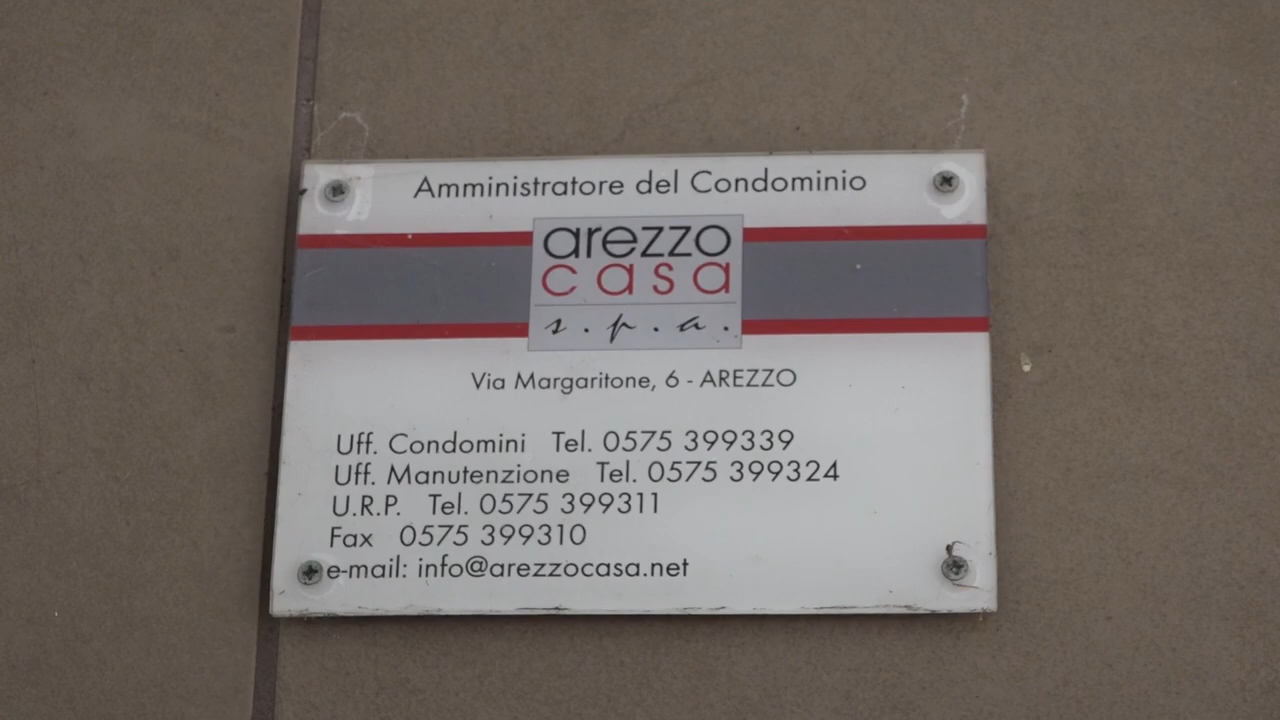 Amministratore del Condominio
arezzo
casa
s.p.a.
Via Margaritone, 6 - AREZZO
Uff. Condomini Tel. 0575 399339
Uff. Manutenzione Tel. 0575 399324
U.R.P. Tel. 0575 399311
Fax 0575 399310
e-mail: info@arezzocasa.net